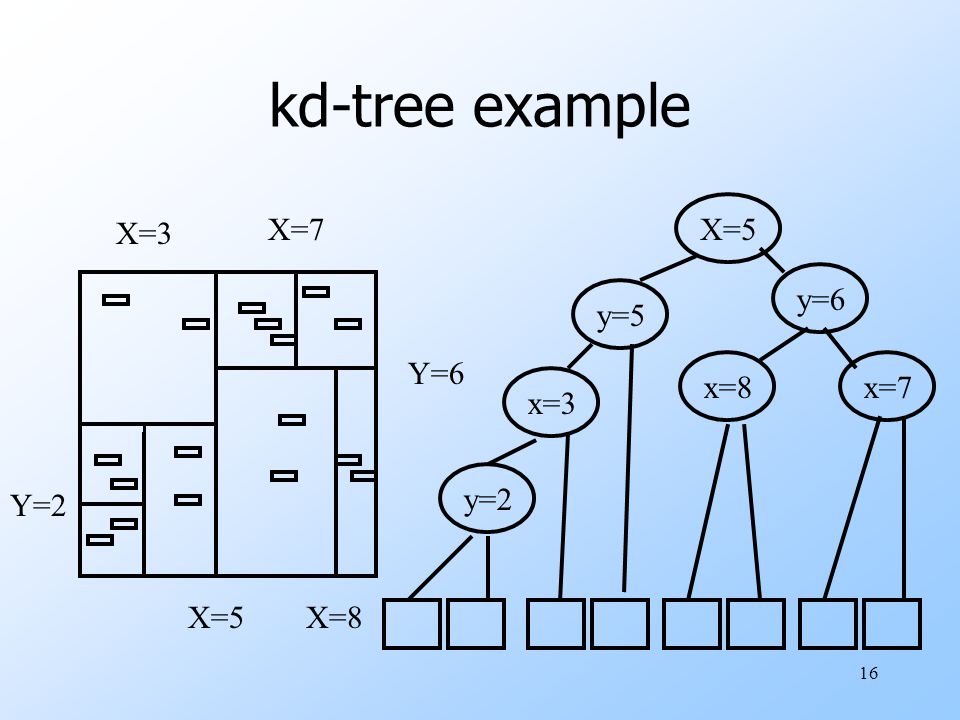 kd-tree example
X=3
X=7
Y=6
Y=2
X=5
X=8
X=5
y=5
y=6
x=3
x=8
x=7
y=2
16